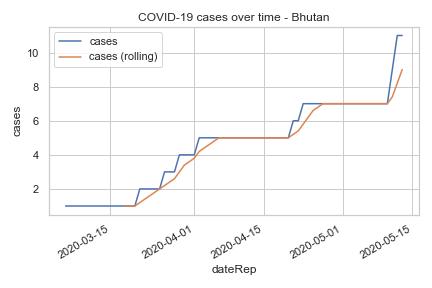 COVID-19 cases over time - Bhutan
cases
cases (rolling)
10
8
6
4
2
cases
2020-03-15
2020-04-01
2020-04-15
2020-05-01
2020-05-15
dateRep